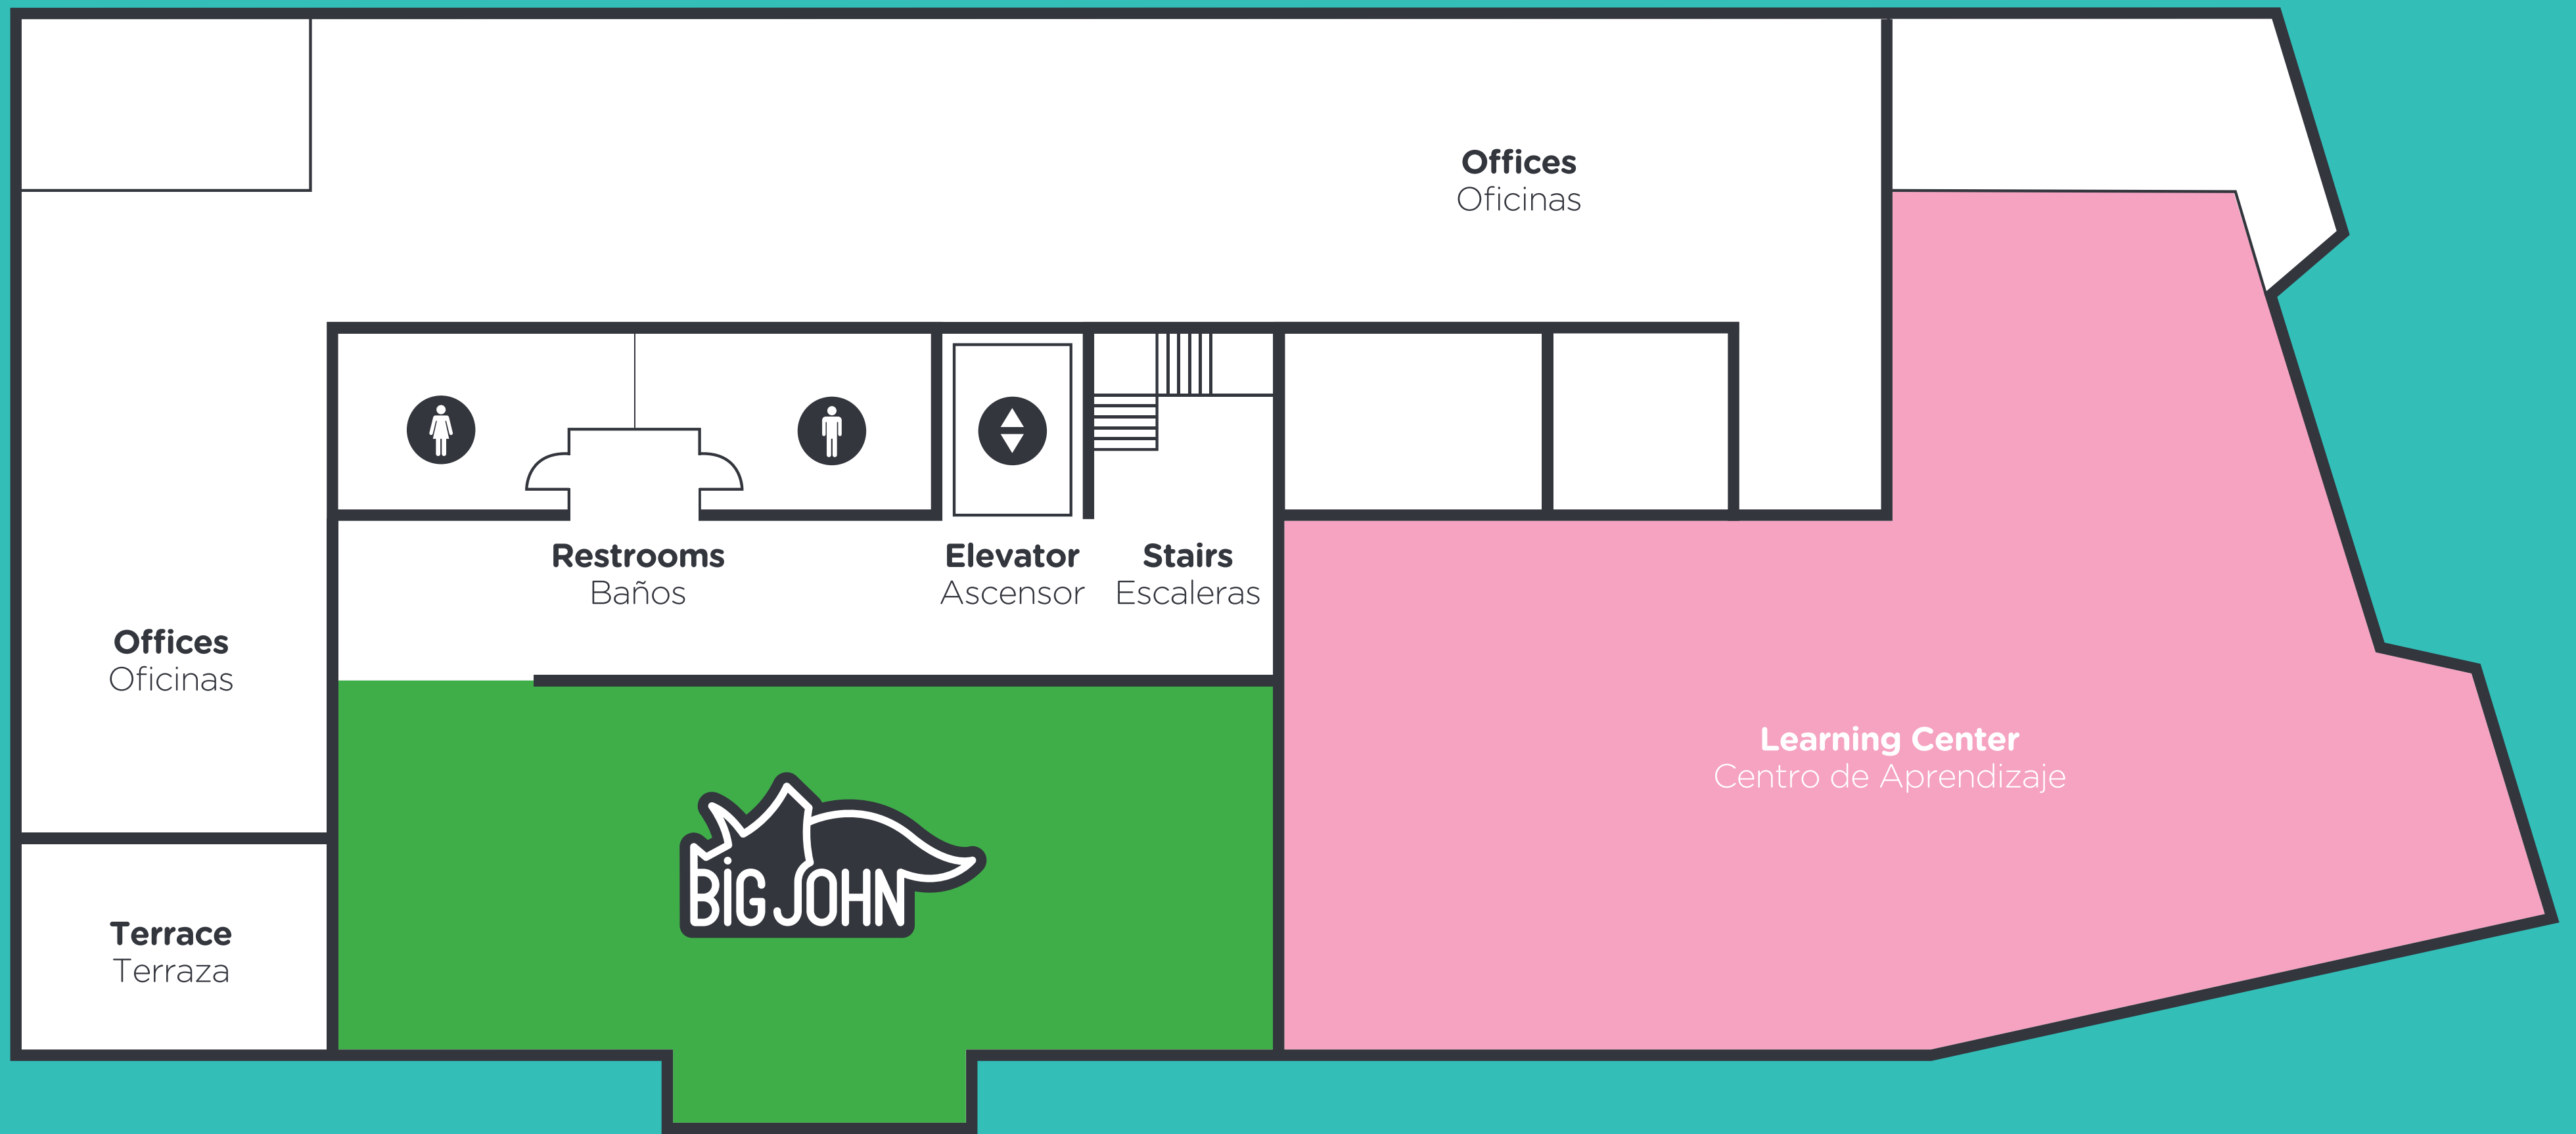 Offices
Oficinas
Restrooms
Baños
Elevator
Ascensor
Stairs
Escaleras
Offices
Oficinas
Learning Center
Centro de Aprendizaje
BiG JOHN
Terrace
Terraza